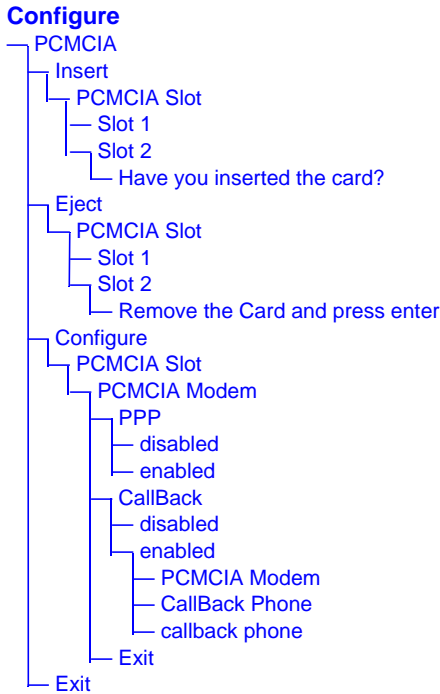 Configure
PCMCIA
Insert
PCMCIA Slot
Slot 1
Slot 2
Have you inserted the card?
Eject
PCMCIA Slot
Slot 1
Slot 2
Remove the Card and press enter
Configure
PCMCIA Slot
PCMCIA Modem
PPP
disabled
enabled
CallBack
disabled
enabled
PCMCIA Modem
CallBack Phone
callback phone
Exit
Exit